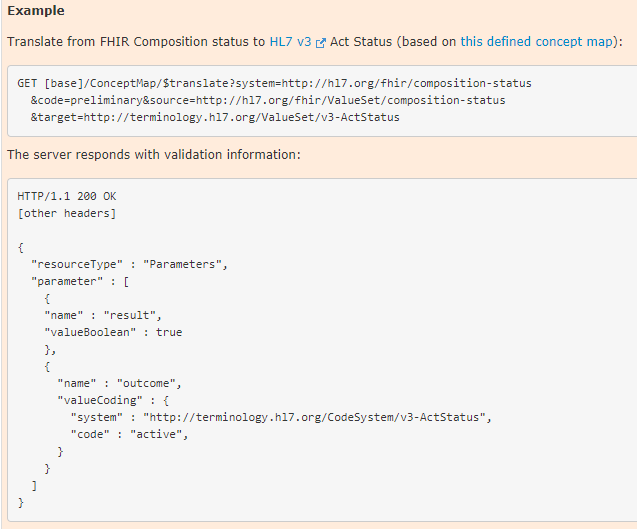 Example
Translate from FHIR Composition status to HL7 v3 Act Status (based on this defined concept map):
GET [base]/ConceptMap/$translate?system=http://hl7.org/fhir/composition-status
  &code=preliminary&source=http://hl7.org/fhir/ValueSet/composition-status
  &target=http://terminology.hl7.org/ValueSet/v3-ActStatus
The server responds with validation information:
HTTP/1.1 200 OK
[other headers]
{
  "resourceType" : "Parameters",
  "parameter" : [
    {
    "name" : "result",
    "valueBoolean" : true
    },
    {
      "name" : "outcome",
      "valueCoding" : {
        "system" : "http://terminology.hl7.org/CodeSystem/v3-ActStatus",
        "code" : "active",
      }
    }
  ]
}